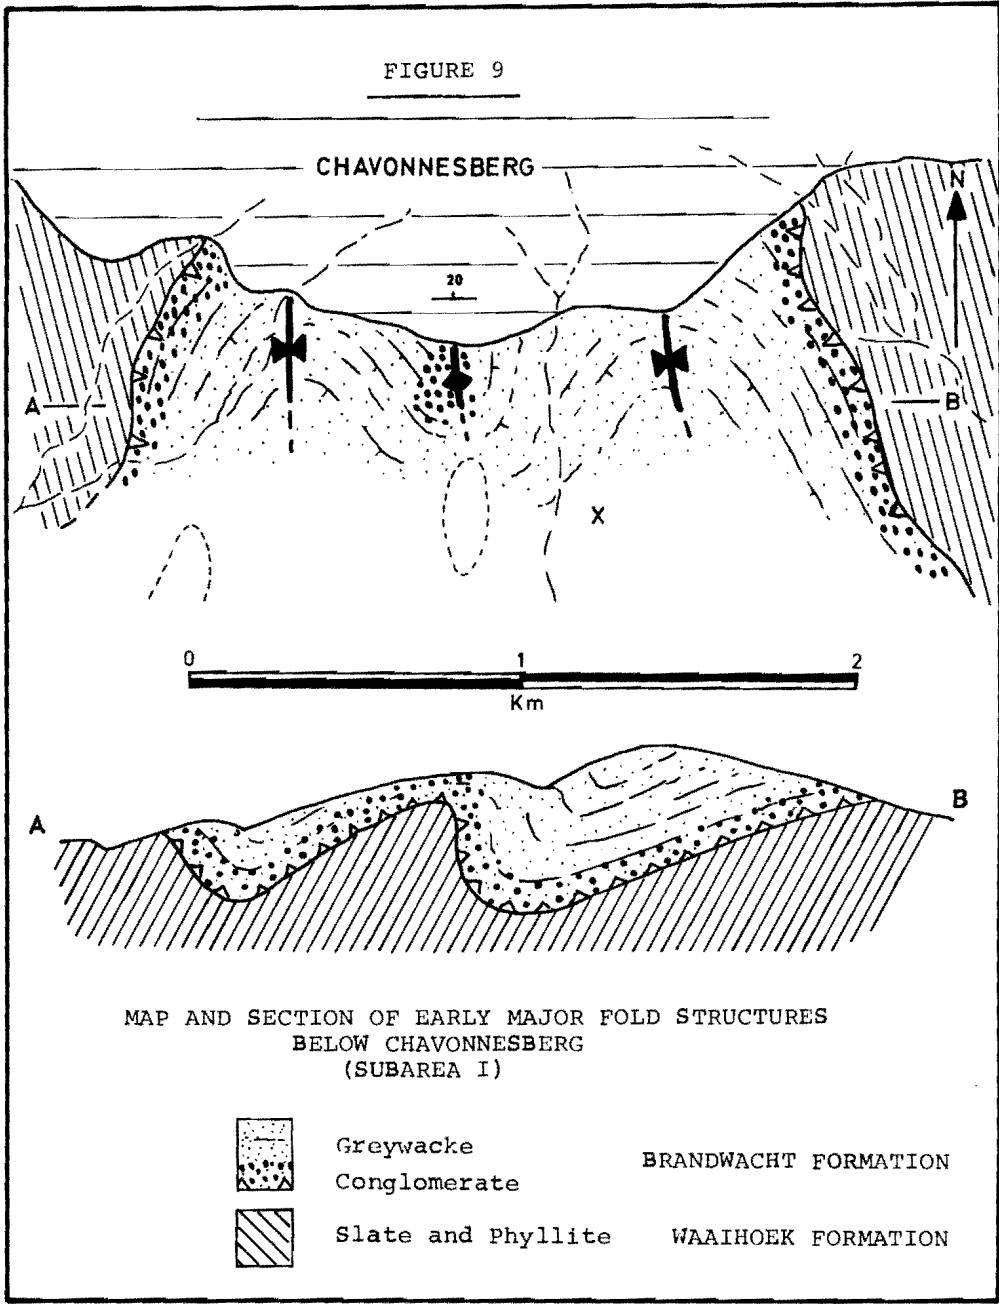 FIGURE 9
CHAVONNESBERG
N
20
A
B
X
0 1 2
Km
A
B
MAP AND SECTION OF EARLY MAJOR FOLD STRUCTURES
BELOW CHAVONNESBERG
(SUBAREA I)
Greywacke
BRANDWACHT FORMATION
Conglomerate
Slate and Phyllite WAAIHOEK FORMATION